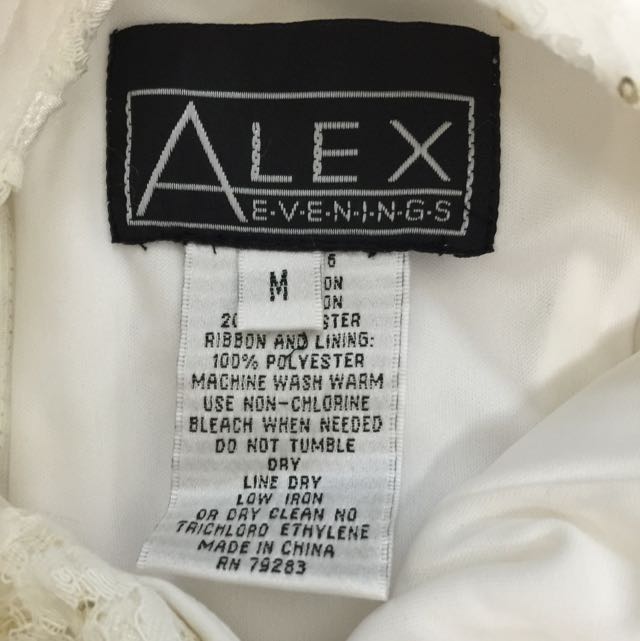 ALEX
E·V·E·N·I·N·G·S
M
RIBBON AND LINING:
100% POLYESTER
MACHINE WASH WARM
USE NON-CHLORINE
BLEACH WHEN NEEDED
DO NOT TUMBLE
DRY
LINE DRY
LOW IRON
OR DRY CLEAN NO
TRICHLORO ETHYLENE
MADE IN CHINA
RN 79283